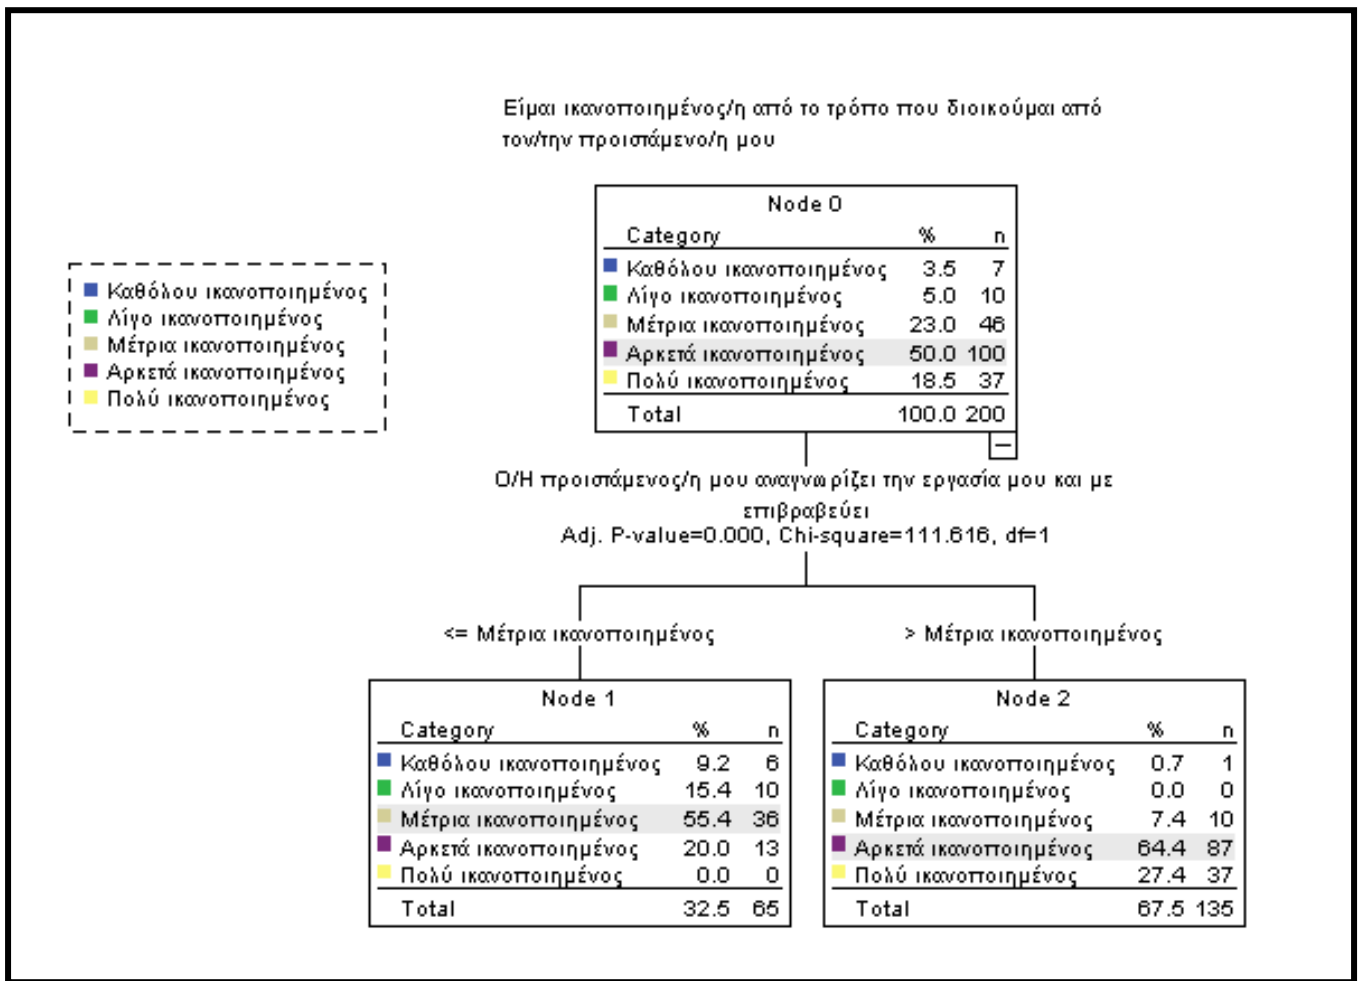 Είμαι ικανοποιημένος/η από το τρόπο που διοικούμαι από
τον/την προιστάμενο/η μου
Node 0
Category % n
Καθόλου ικανοποιημένος 3.5 7
Λίγο ικανοποιημένος 5.0 10
Μέτρια ικανοποιημένος 23.0 46
Αρκετά ικανοποιημένος 50.0 100
Πολύ ικανοποιημένος 18.5 37
Total 100.0 200
Καθόλου ικανοποιημένος
Λίγο ικανοποιημένος
Μέτρια ικανοποιημένος
Αρκετά ικανοποιημένος
Πολύ ικανοποιημένος
Ο/Η προιστάμενος/η μου αναγνωρίζει την εργασία μου και με
επιβραβεύει
Adj. P-value=0.000, Chi-square=111.616, df=1
<= Μέτρια ικανοποιημένος
> Μέτρια ικανοποιημένος
Node 1
Category % n
Καθόλου ικανοποιημένος 9.2 6
Λίγο ικανοποιημένος 15.4 10
Μέτρια ικανοποιημένος 55.4 36
Αρκετά ικανοποιημένος 20.0 13
Πολύ ικανοποιημένος 0.0 0
Total 32.5 65
Node 2
Category % n
Καθόλου ικανοποιημένος 0.7 1
Λίγο ικανοποιημένος 0.0 0
Μέτρια ικανοποιημένος 7.4 10
Αρκετά ικανοποιημένος 64.4 87
Πολύ ικανοποιημένος 27.4 37
Total 67.5 135